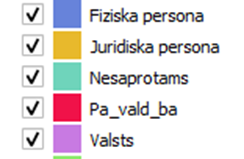 Fiziska persona
Juridiska persona
Nesaprotams
Pa_vald_ba
Valsts